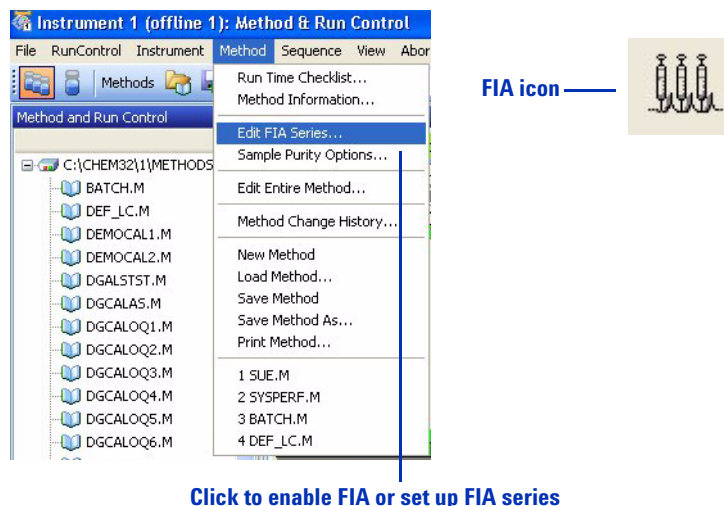 Instrument 1 (offline 1): Method & Run Control
File RunControl Instrument Method Sequence View Abor
Methods
Method and Run Control
C:\CHEM32\1\METHODS
BATCH.M
DEF_LC.M
DEMOCAL1.M
DEMOCAL2.M
DGALSTST.M
DGCALAS.M
DGCALOQ1.M
DGCALOQ2.M
DGCALOQ3.M
DGCALOQ4.M
DGCALOQ5.M
DGCALOQ6.M
Run Time Checklist...
Method Information...
Edit FIA Series...
Sample Purity Options...
Edit Entire Method...
Method Change History...
New Method
Load Method...
Save Method
Save Method As...
Print Method...
1 SUE.M
2 SYSPERF.M
3 BATCH.M
4 DEF_LC.M
FIA icon
Click to enable FIA or set up FIA series